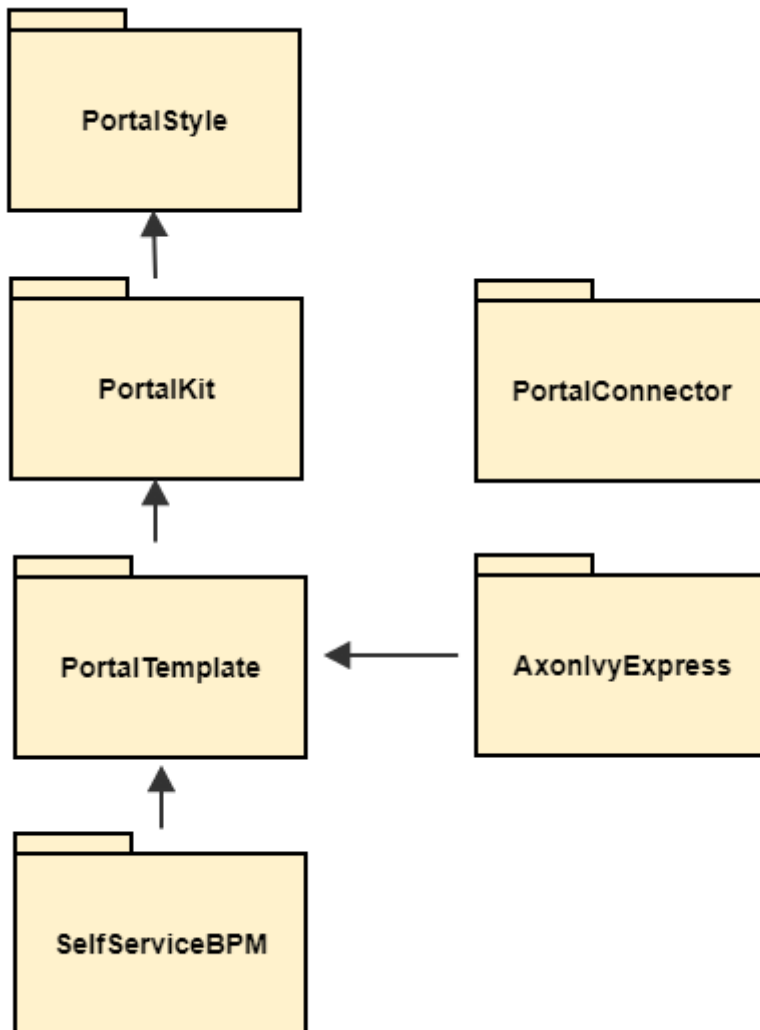 PortalStyle
PortalKit
PortalConnector
PortalTemplate
AxonIvyExpress
SelfServiceBPM